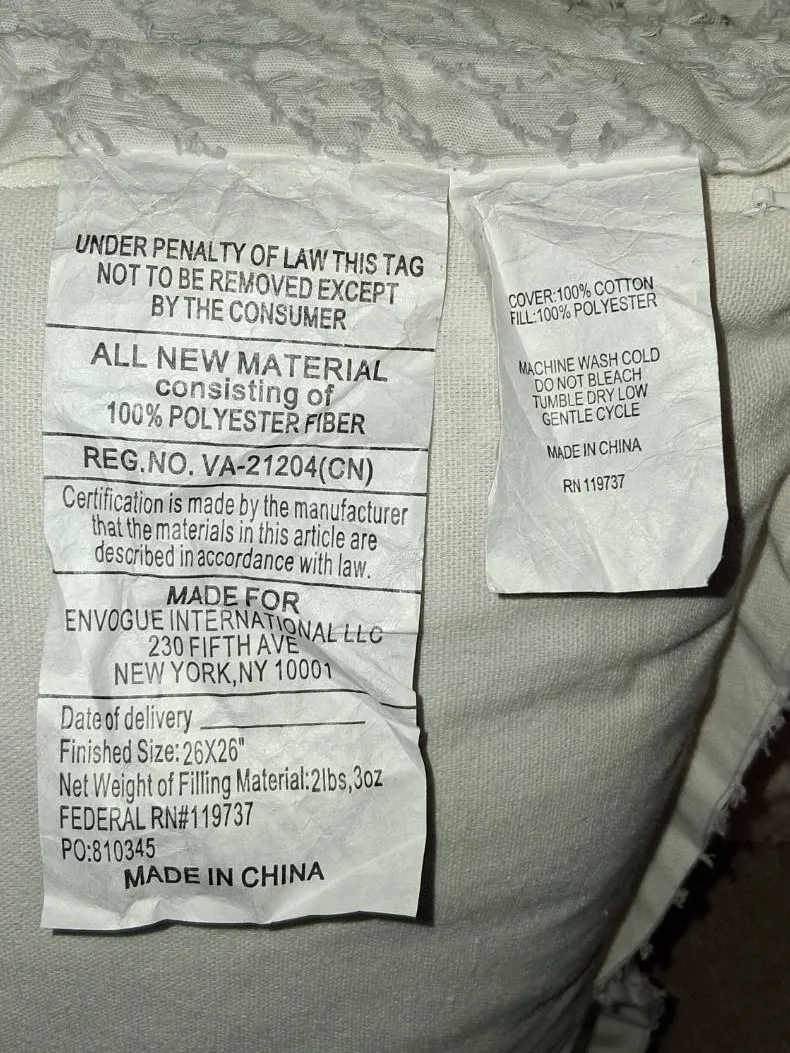 UNDER PENALTY OF LAW THIS TAG
NOT TO BE REMOVED EXCEPT
BY THE CONSUMER
ALL NEW MATERIAL
consisting of
100% POLYESTER FIBER
REG.NO. VA-21204(CN)
Certification is made by the manufacturer
that the materials in this article are
described in accordance with law.
MADE FOR
ENVOGUE INTERNATIONAL LLC
230 FIFTH AVE
NEW YORK,NY 10001
Date of delivery
Finished Size: 26X26"
Net Weight of Filling Material:2lbs,3oz
FEDERAL RN#119737
PO:810345
MADE IN CHINA
COVER:100% COTTON
FILL:100% POLYESTER
MACHINE WASH COLD
DO NOT BLEACH
TUMBLE DRY LOW
GENTLE CYCLE
MADE IN CHINA
RN 119737